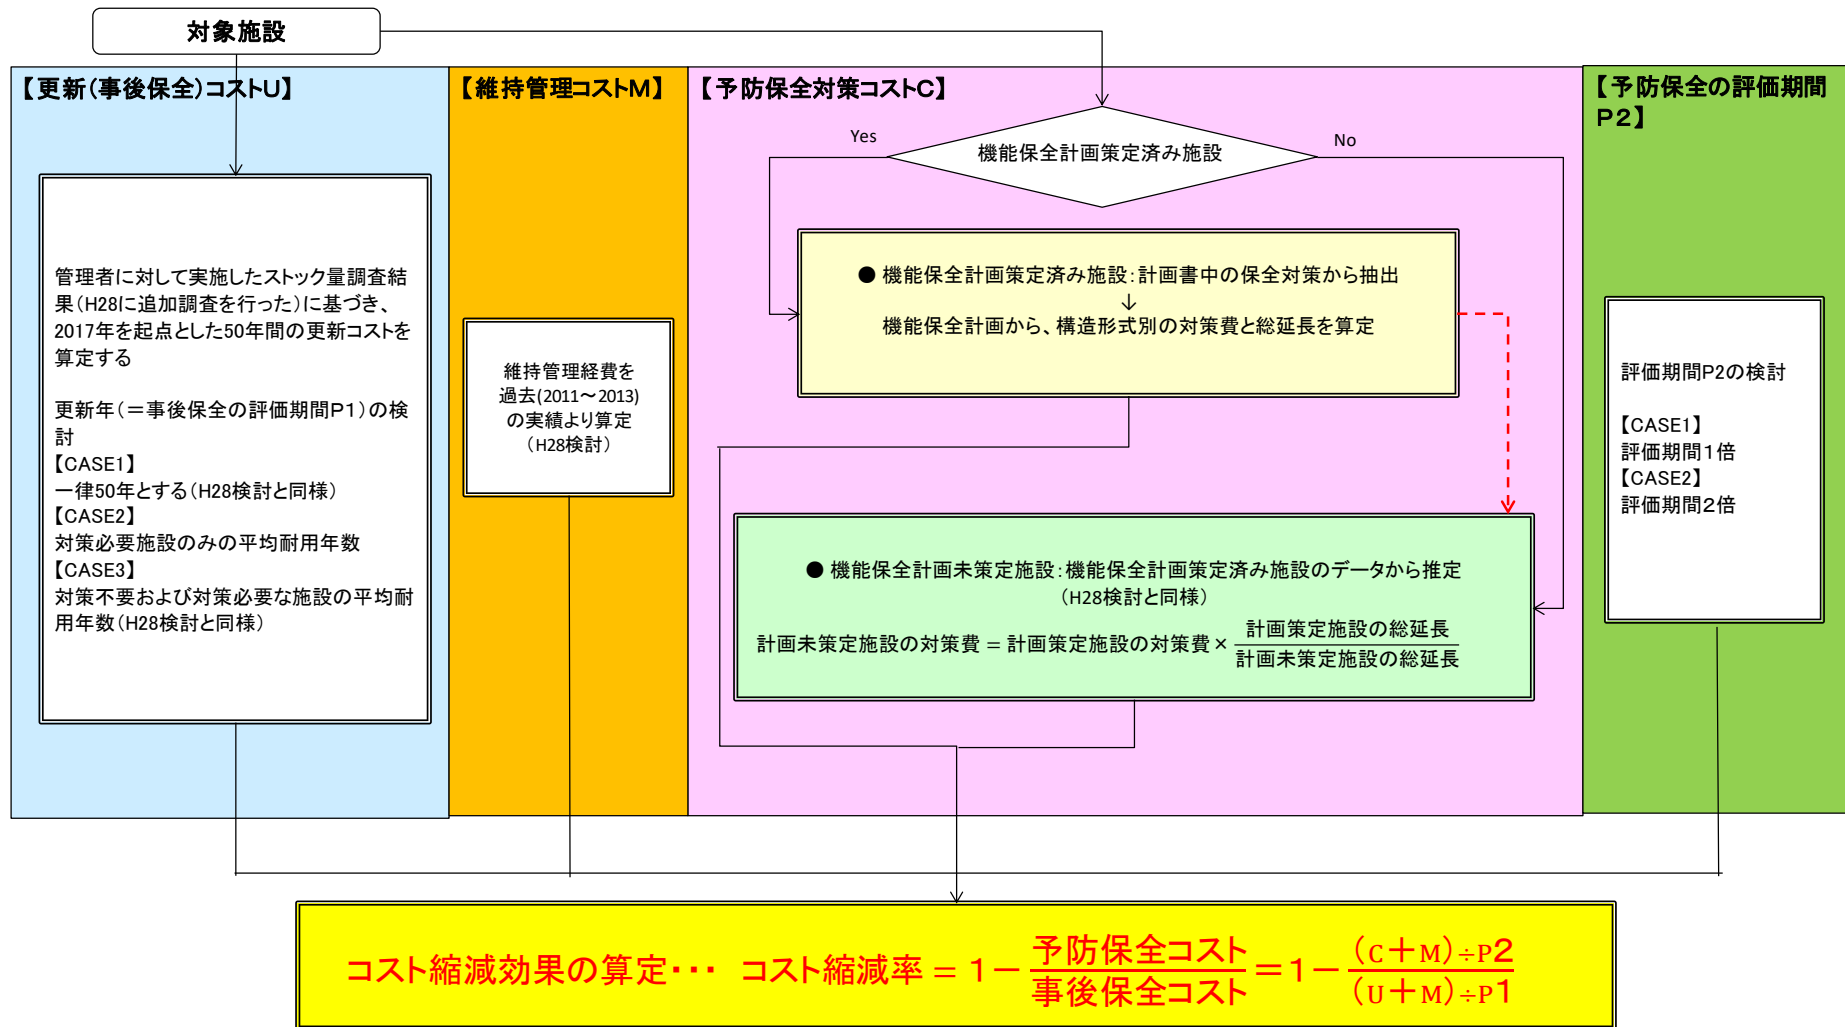 対象施設
【更新(事後保全)コストU】
管理者に対して実施したストック量調査結
果(H28に追加調査を行った)に基づき、
2017年を起点とした50年間の更新コストを
算定する
更新年(=事後保全の評価期間P1)の検
討
【CASE1】
一律50年とする(H28検討と同様)
【CASE2】
対策必要施設のみの平均耐用年数
【CASE3】
対策不要および対策必要な施設の平均耐
用年数(H28検討と同様)
【維持管理コストM】
維持管理経費を
過去(2011～2013)
の実績より算定
(H28検討)
【予防保全対策コストC】
機能保全計画策定済み施設
Yes
No
● 機能保全計画策定済み施設:計画書中の保全対策から抽出
↓
機能保全計画から、構造形式別の対策費と総延長を算定
● 機能保全計画未策定施設:機能保全計画策定済み施設のデータから推定
(H28検討と同様)
計画未策定施設の対策費 = 計画策定施設の対策費 × 計画策定施設の総延長
計画未策定施設の総延長
【予防保全の評価期間
P2】
評価期間P2の検討
【CASE1】
評価期間1倍
【CASE2】
評価期間2倍
コスト縮減効果の算定・・・ コスト縮減率 = 1－ 予防保全コスト ＝1－ (C＋M)÷P2
事後保全コスト (U＋M)÷P1